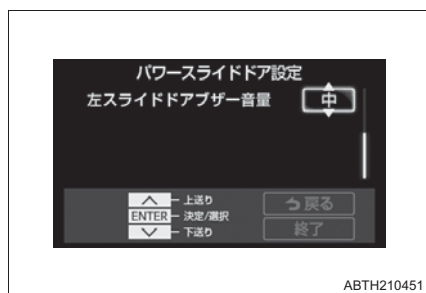 パワースライドドア設定
左スライドドアブザー音量 中
上送り
ENTER 決定/選択
下送り
戻る
終了
ABTH210451